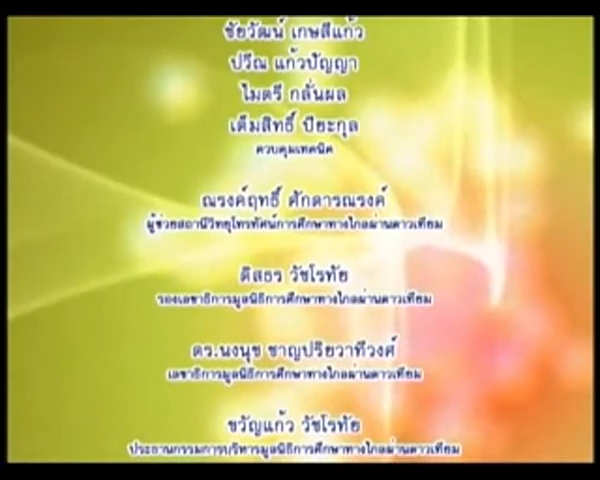 ชัยวัฒน์ เกษสีแก้ว
ปวีณ แก้วปัญญา
ไมตรี กลั่นผล
เต็มสิทธิ์ ปิยะกุล
ควบคุมเทคนิค
ณรงค์ฤทธิ์ ศักดารณรงค์
ผู้ช่วยสถานีวิทยุโทรทัศน์การศึกษาทางไกลผ่านดาวเทียม
ดิสธร วัชโรทัย
รองเลขาธิการมูลนิธิการศึกษาทางไกลผ่านดาวเทียม
ดร.นงนุช ชาญปริยวาทีวงศ์
เลขาธิการมูลนิธิการศึกษาทางไกลผ่านดาวเทียม
ขวัญแก้ว วัชโรทัย
ประธานกรรมการบริหารมูลนิธิการศึกษาทางไกลผ่านดาวเทียม